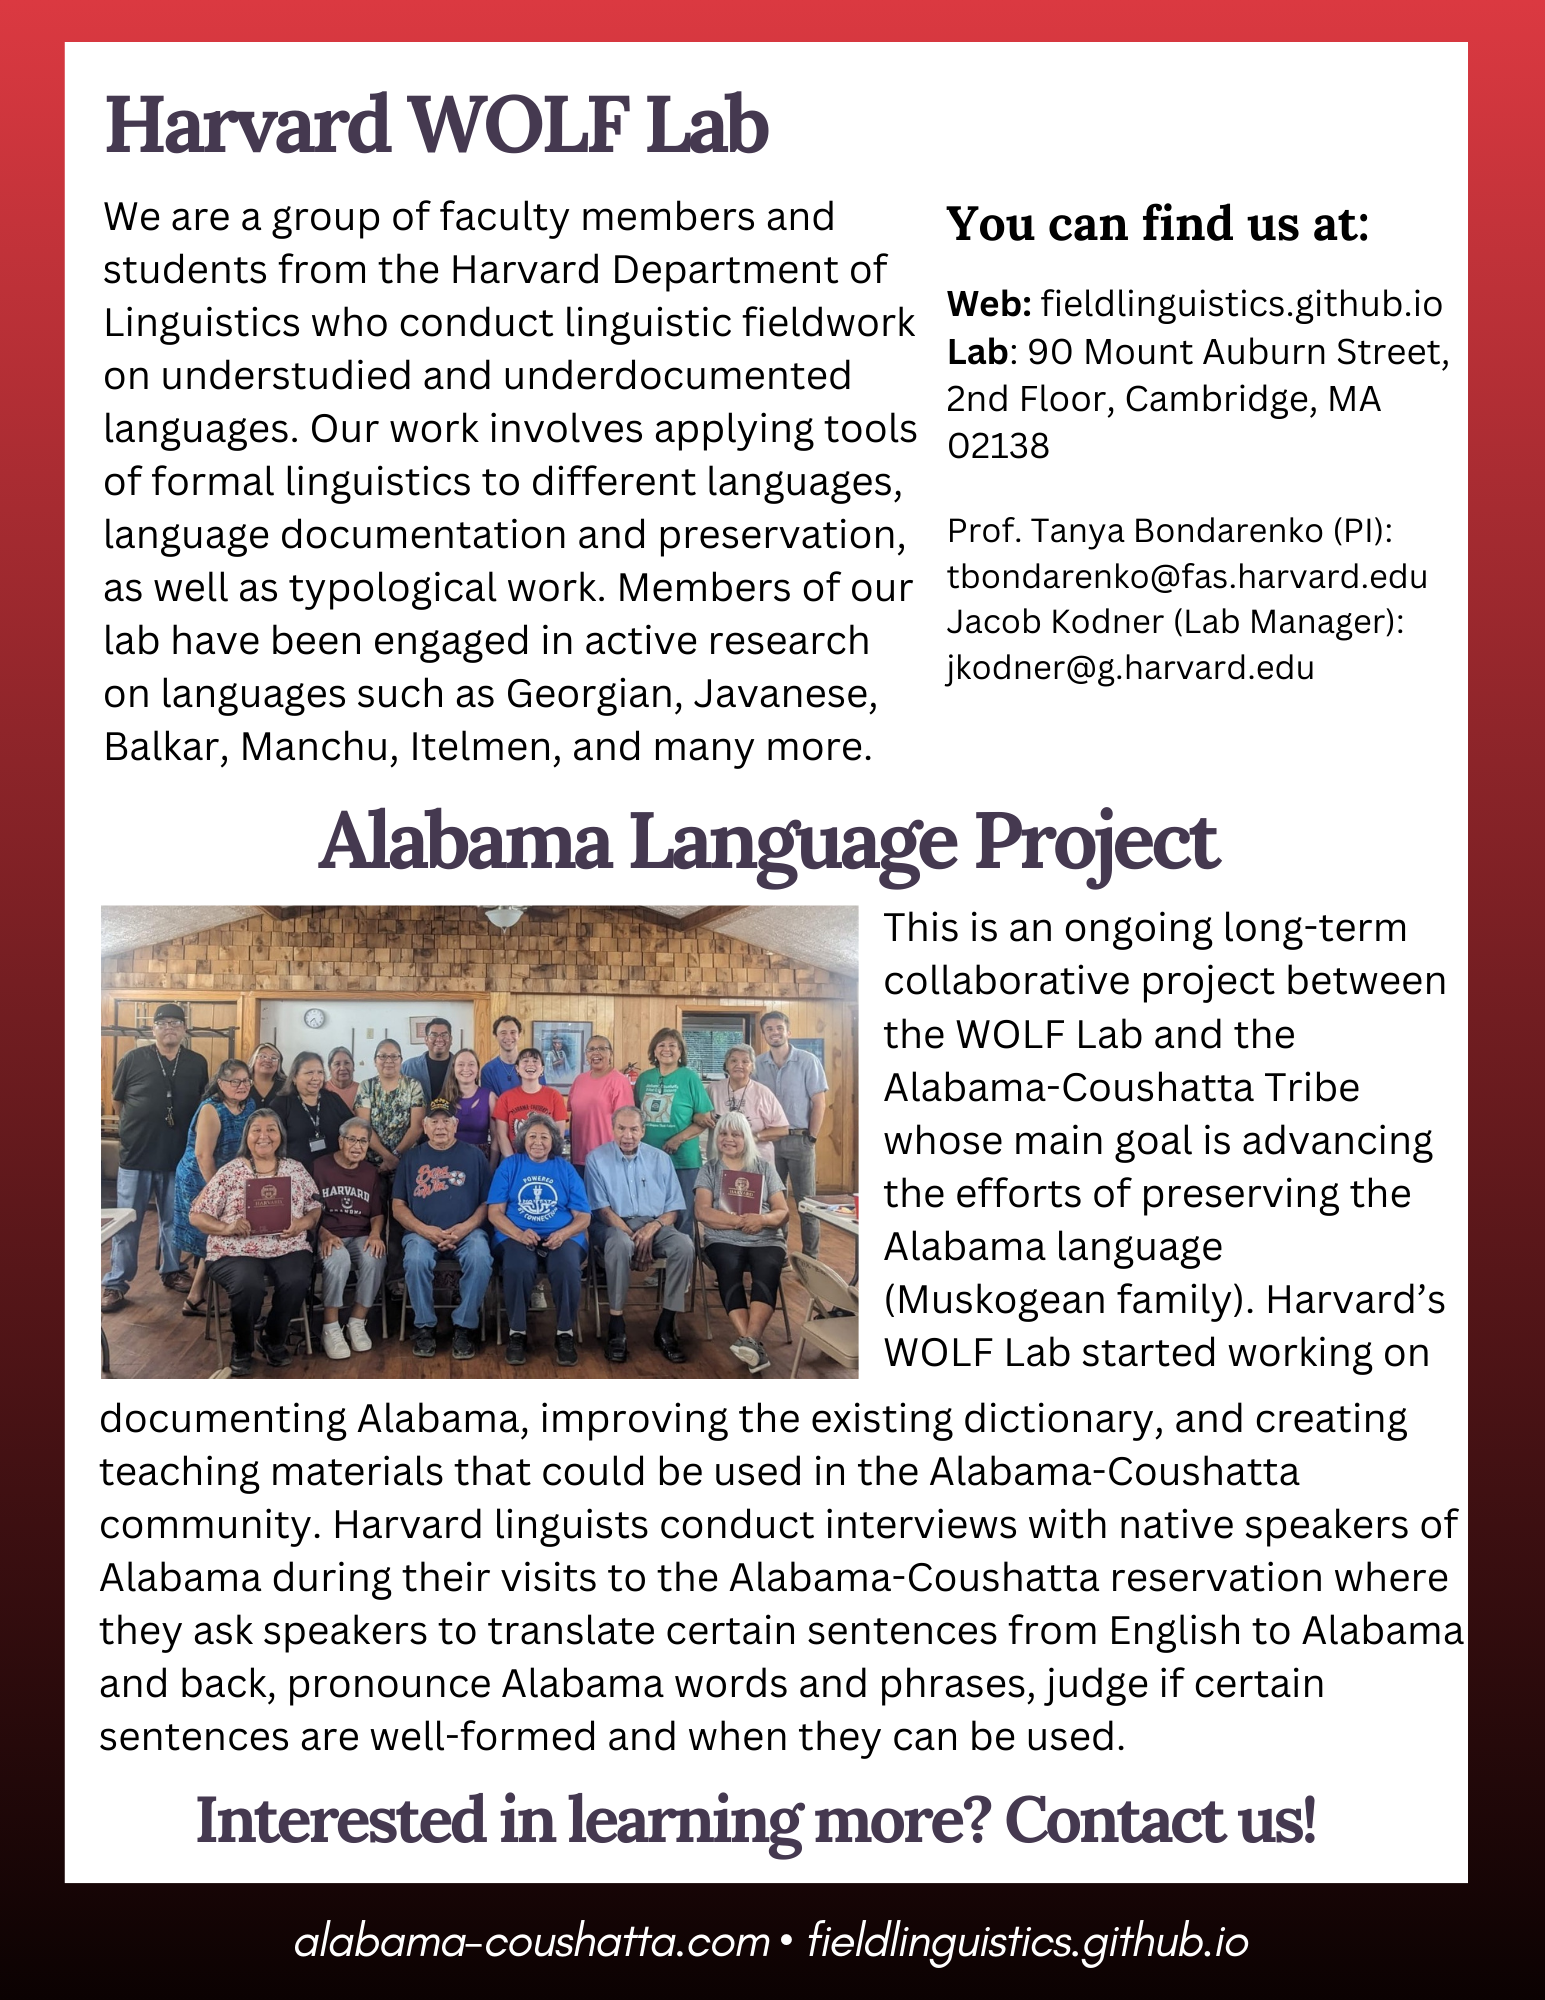 Harvard WOLF Lab
We are a group of faculty members and
students from the Harvard Department of
Linguistics who conduct linguistic fieldwork
on understudied and underdocumented
languages. Our work involves applying tools
of formal linguistics to different languages,
language documentation and preservation,
as well as typological work. Members of our
lab have been engaged in active research
on languages such as Georgian, Javanese,
Balkar, Manchu, Itelmen, and many more.
You can find us at:
Web: fieldlinguistics.github.io
Lab: 90 Mount Auburn Street,
2nd Floor, Cambridge, MA
02138
Prof. Tanya Bondarenko (PI):
tbondarenko@fas.harvard.edu
Jacob Kodner (Lab Manager):
jkodner@g.harvard.edu
Alabama Language Project
HARVARD
GRANDMA
POWERED
BY CONNECTION
HARVARD
This is an ongoing long-term
collaborative project between
the WOLF Lab and the
Alabama-Coushatta Tribe
whose main goal is advancing
the efforts of preserving the
Alabama language
(Muskogean family). Harvard’s
WOLF Lab started working on
documenting Alabama, improving the existing dictionary, and creating
teaching materials that could be used in the Alabama-Coushatta
community. Harvard linguists conduct interviews with native speakers of
Alabama during their visits to the Alabama-Coushatta reservation where
they ask speakers to translate certain sentences from English to Alabama
and back, pronounce Alabama words and phrases, judge if certain
sentences are well-formed and when they can be used.
Interested in learning more? Contact us!
alabama-coushatta.com • fieldlinguistics.github.io